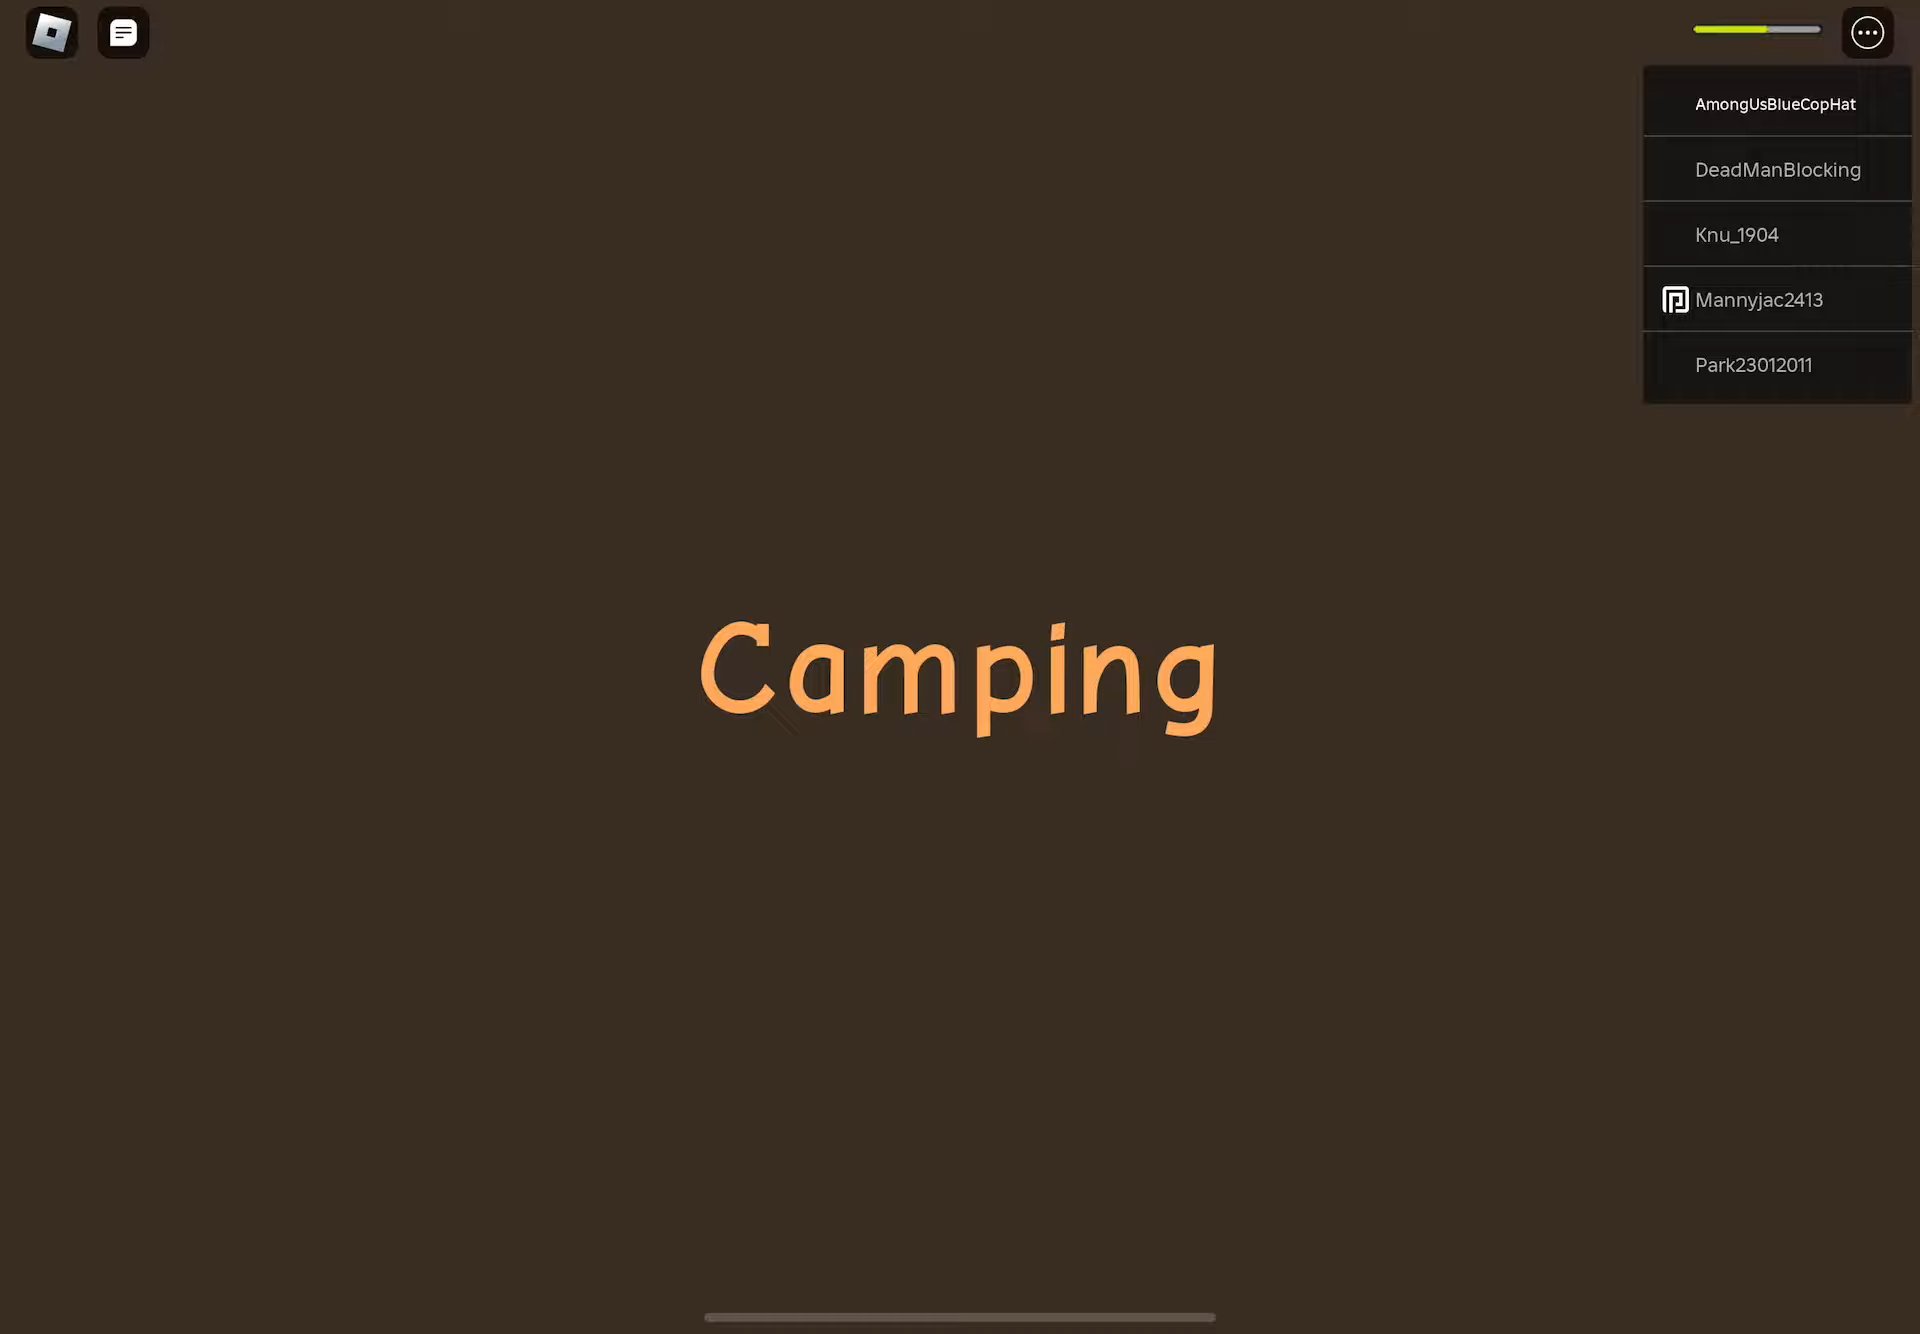 AmongUsBlueCopHat
DeadManBlocking
Knu_1904
Mannyjac2413
Park23012011
Camping